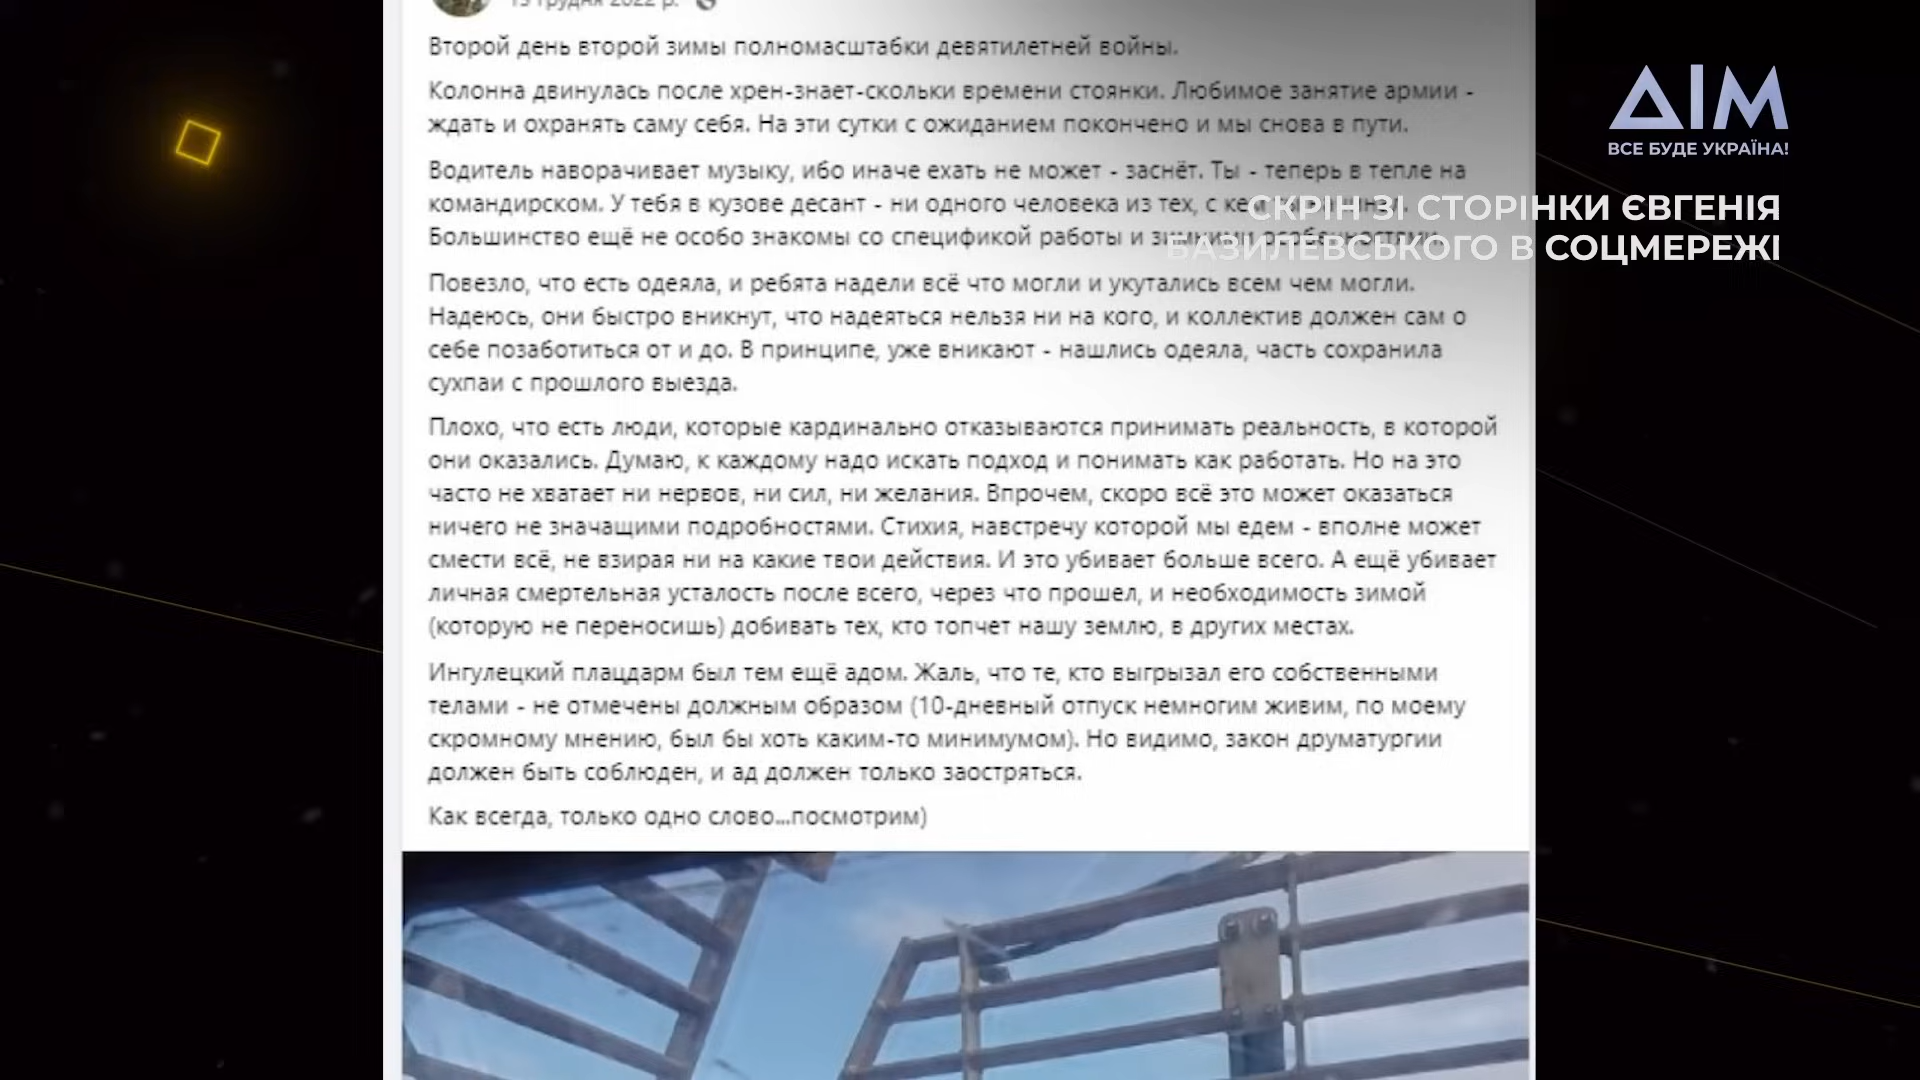 грудня 2022 р.
Второй день второй зимы полномасштабки девятилетней войны.
Колонна двинулась после хрен-знает-скольки времени стоянки. Любимое занятие армии -
ждать и охранять саму себя. На эти сутки с ожиданием покончено и мы снова в пути.
Водитель наворачивает музыку, ибо иначе ехать не может - заснёт. Ты - теперь в тепле на
командирском. У тебя в кузове десант - ни одного человека из тех, с кем
Большинство ещё не особо знакомы со спецификой работы и зимними особенностями.
Повезло, что есть одеяла, и ребята надели всё что могли и укутались всем чем могли.
Надеюсь, они быстро вникнут, что надеяться нельзя ни на кого, и коллектив должен сам о
себе позаботиться от и до. В принципе, уже вникают - нашлись одеяла, часть сохранила
сухпаи с прошлого выезда.
Плохо, что есть люди, которые кардинально отказываются принимать реальность, в которой
они оказались. Думаю, к каждому надо искать подход и понимать как работать. Но на это
часто не хватает ни нервов, ни сил, ни желания. Впрочем, скоро всё это может оказаться
ничего не значащими подробностями. Стихия, навстречу которой мы едем - вполне может
смести всё, не взирая ни на какие твои действия. И это убивает больше всего. А ещё убивает
личная смертельная усталость после всего, через что прошел, и необходимость зимой
(которую не переносишь) добивать тех, кто топчет нашу землю, в других местах.
Ингулецкий плацдарм был тем ещё адом. Жаль, что те, кто выгрызал его собственными
телами - не отмечены должным образом (10-дневный отпуск немногим живим, по моему
скромному мнению, был бы хоть каким-то минимумом). Но видимо, закон друматургии
должен быть соблюден, и ад должен только заостряться.
Как всегда, только одно слово...посмотрим)
ДІМ
ВСЕ БУДЕ УКРАЇНА!
СКРІН ЗІ СТОРІНКИ ЄВГЕНІЯ
БАЗИЛЕВСЬКОГО В СОЦМЕРЕЖІ